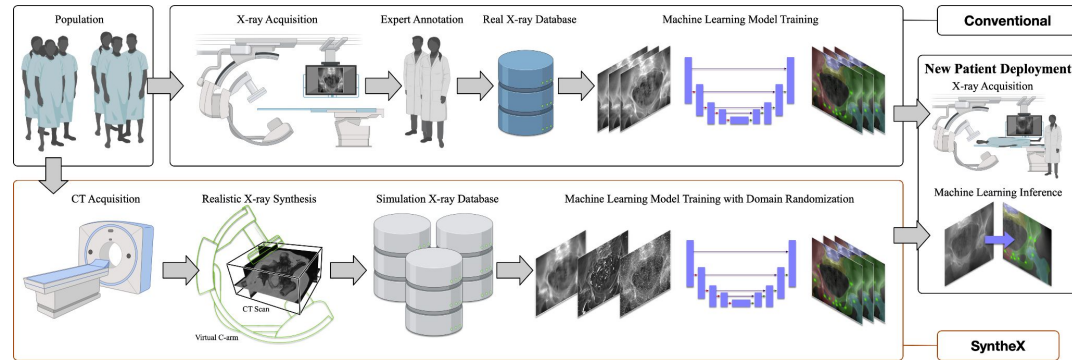 Population
X-ray Acquisition
Expert Annotation
Real X-ray Database
Machine Learning Model Training
Conventional
New Patient Deployment
X-ray Acquisition
Machine Learning Inference
CT Acquisition
Realistic X-ray Synthesis
CT Scan
Virtual C-arm
Simulation X-ray Database
Machine Learning Model Training with Domain Randomization
SyntheX